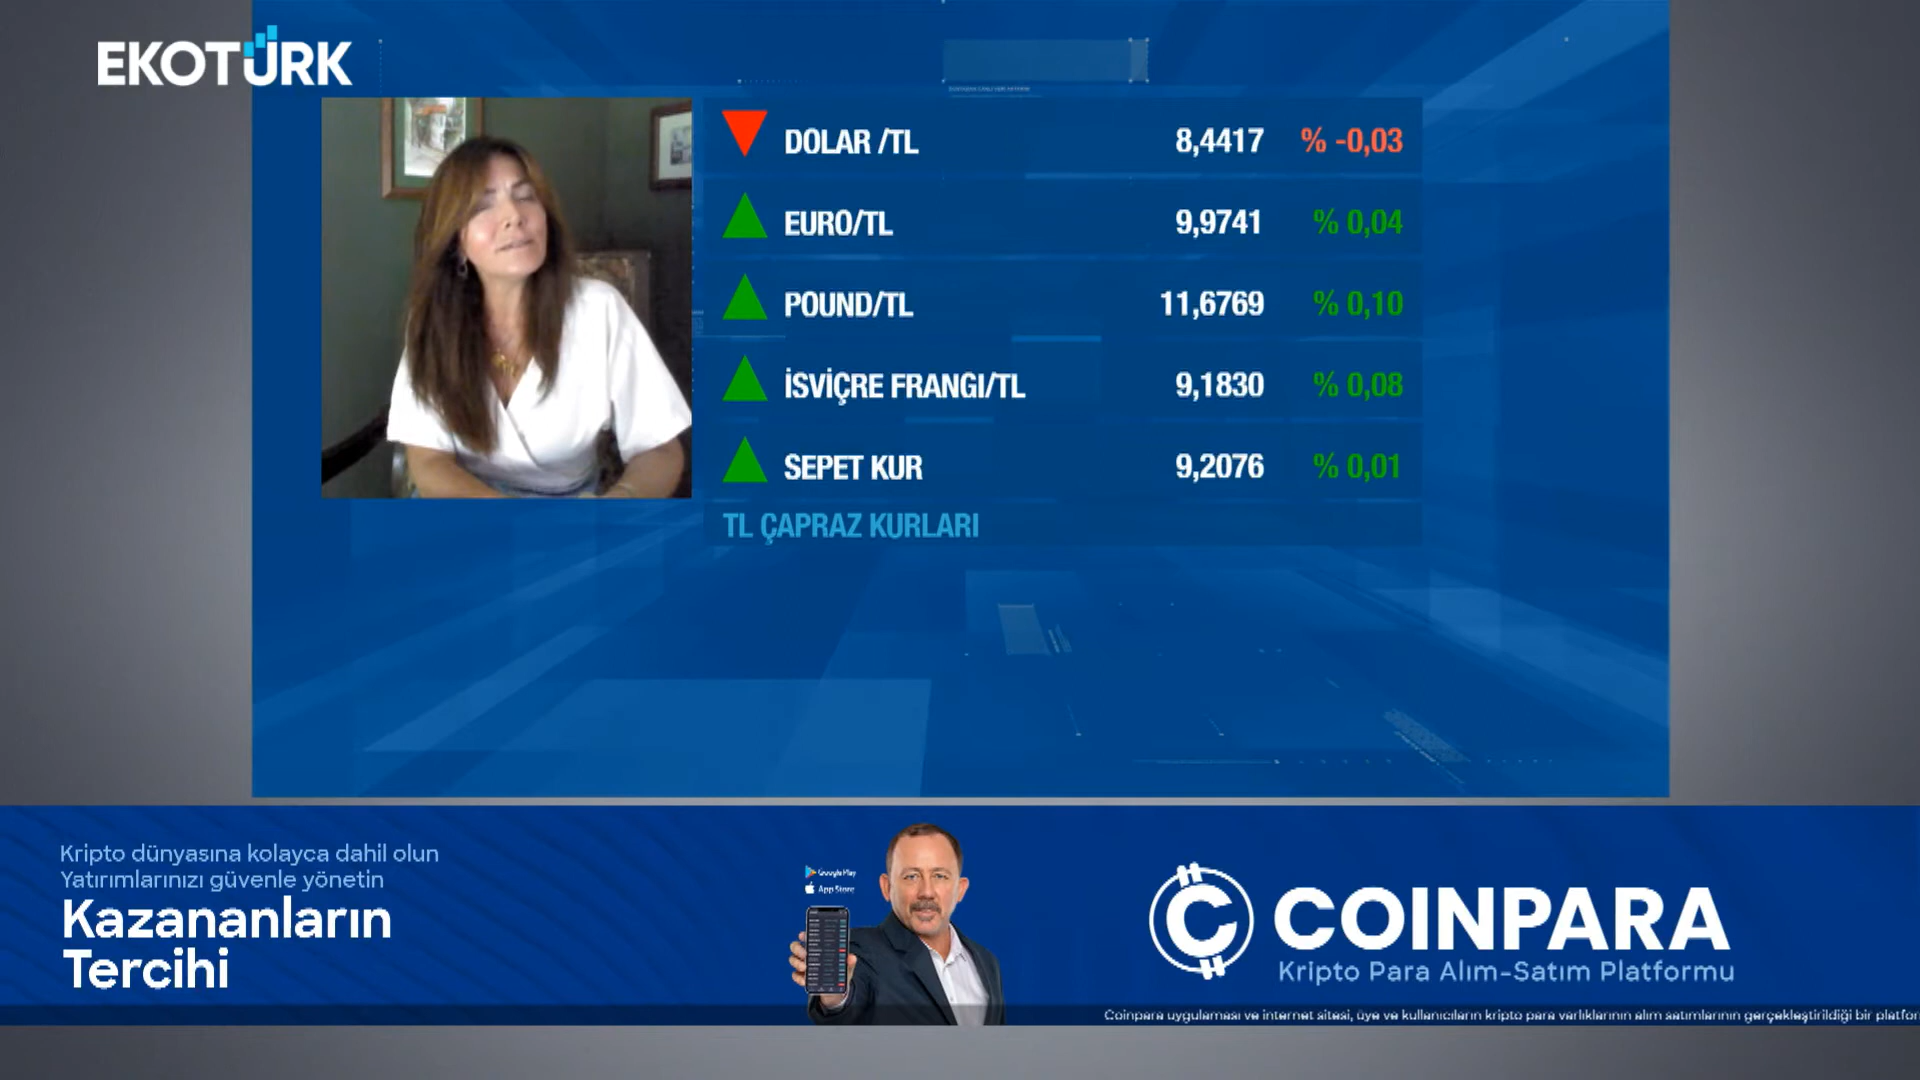 EKOTÜRK
DOLAR /TL 8,4417 % -0,03
EURO/TL 9,9741 % 0,04
POUND/TL 11,6769 % 0,10
İSVİÇRE FRANGI/TL 9,1830 % 0,08
SEPET KUR 9,2076 % 0,01
TL ÇAPRAZ KURLARI
Kripto dünyasına kolayca dahil olun
Yatırımlarınızı güvenle yönetin
Kazananların
Tercihi
Google Play
App Store
COINPARA
Kripto Para Alım-Satım Platformu
Coinpara uygulaması ve internet sitesi, üye ve kullanıcıların kripto para varlıklarının alım satımlarının gerçekleştirildiği bir platfor